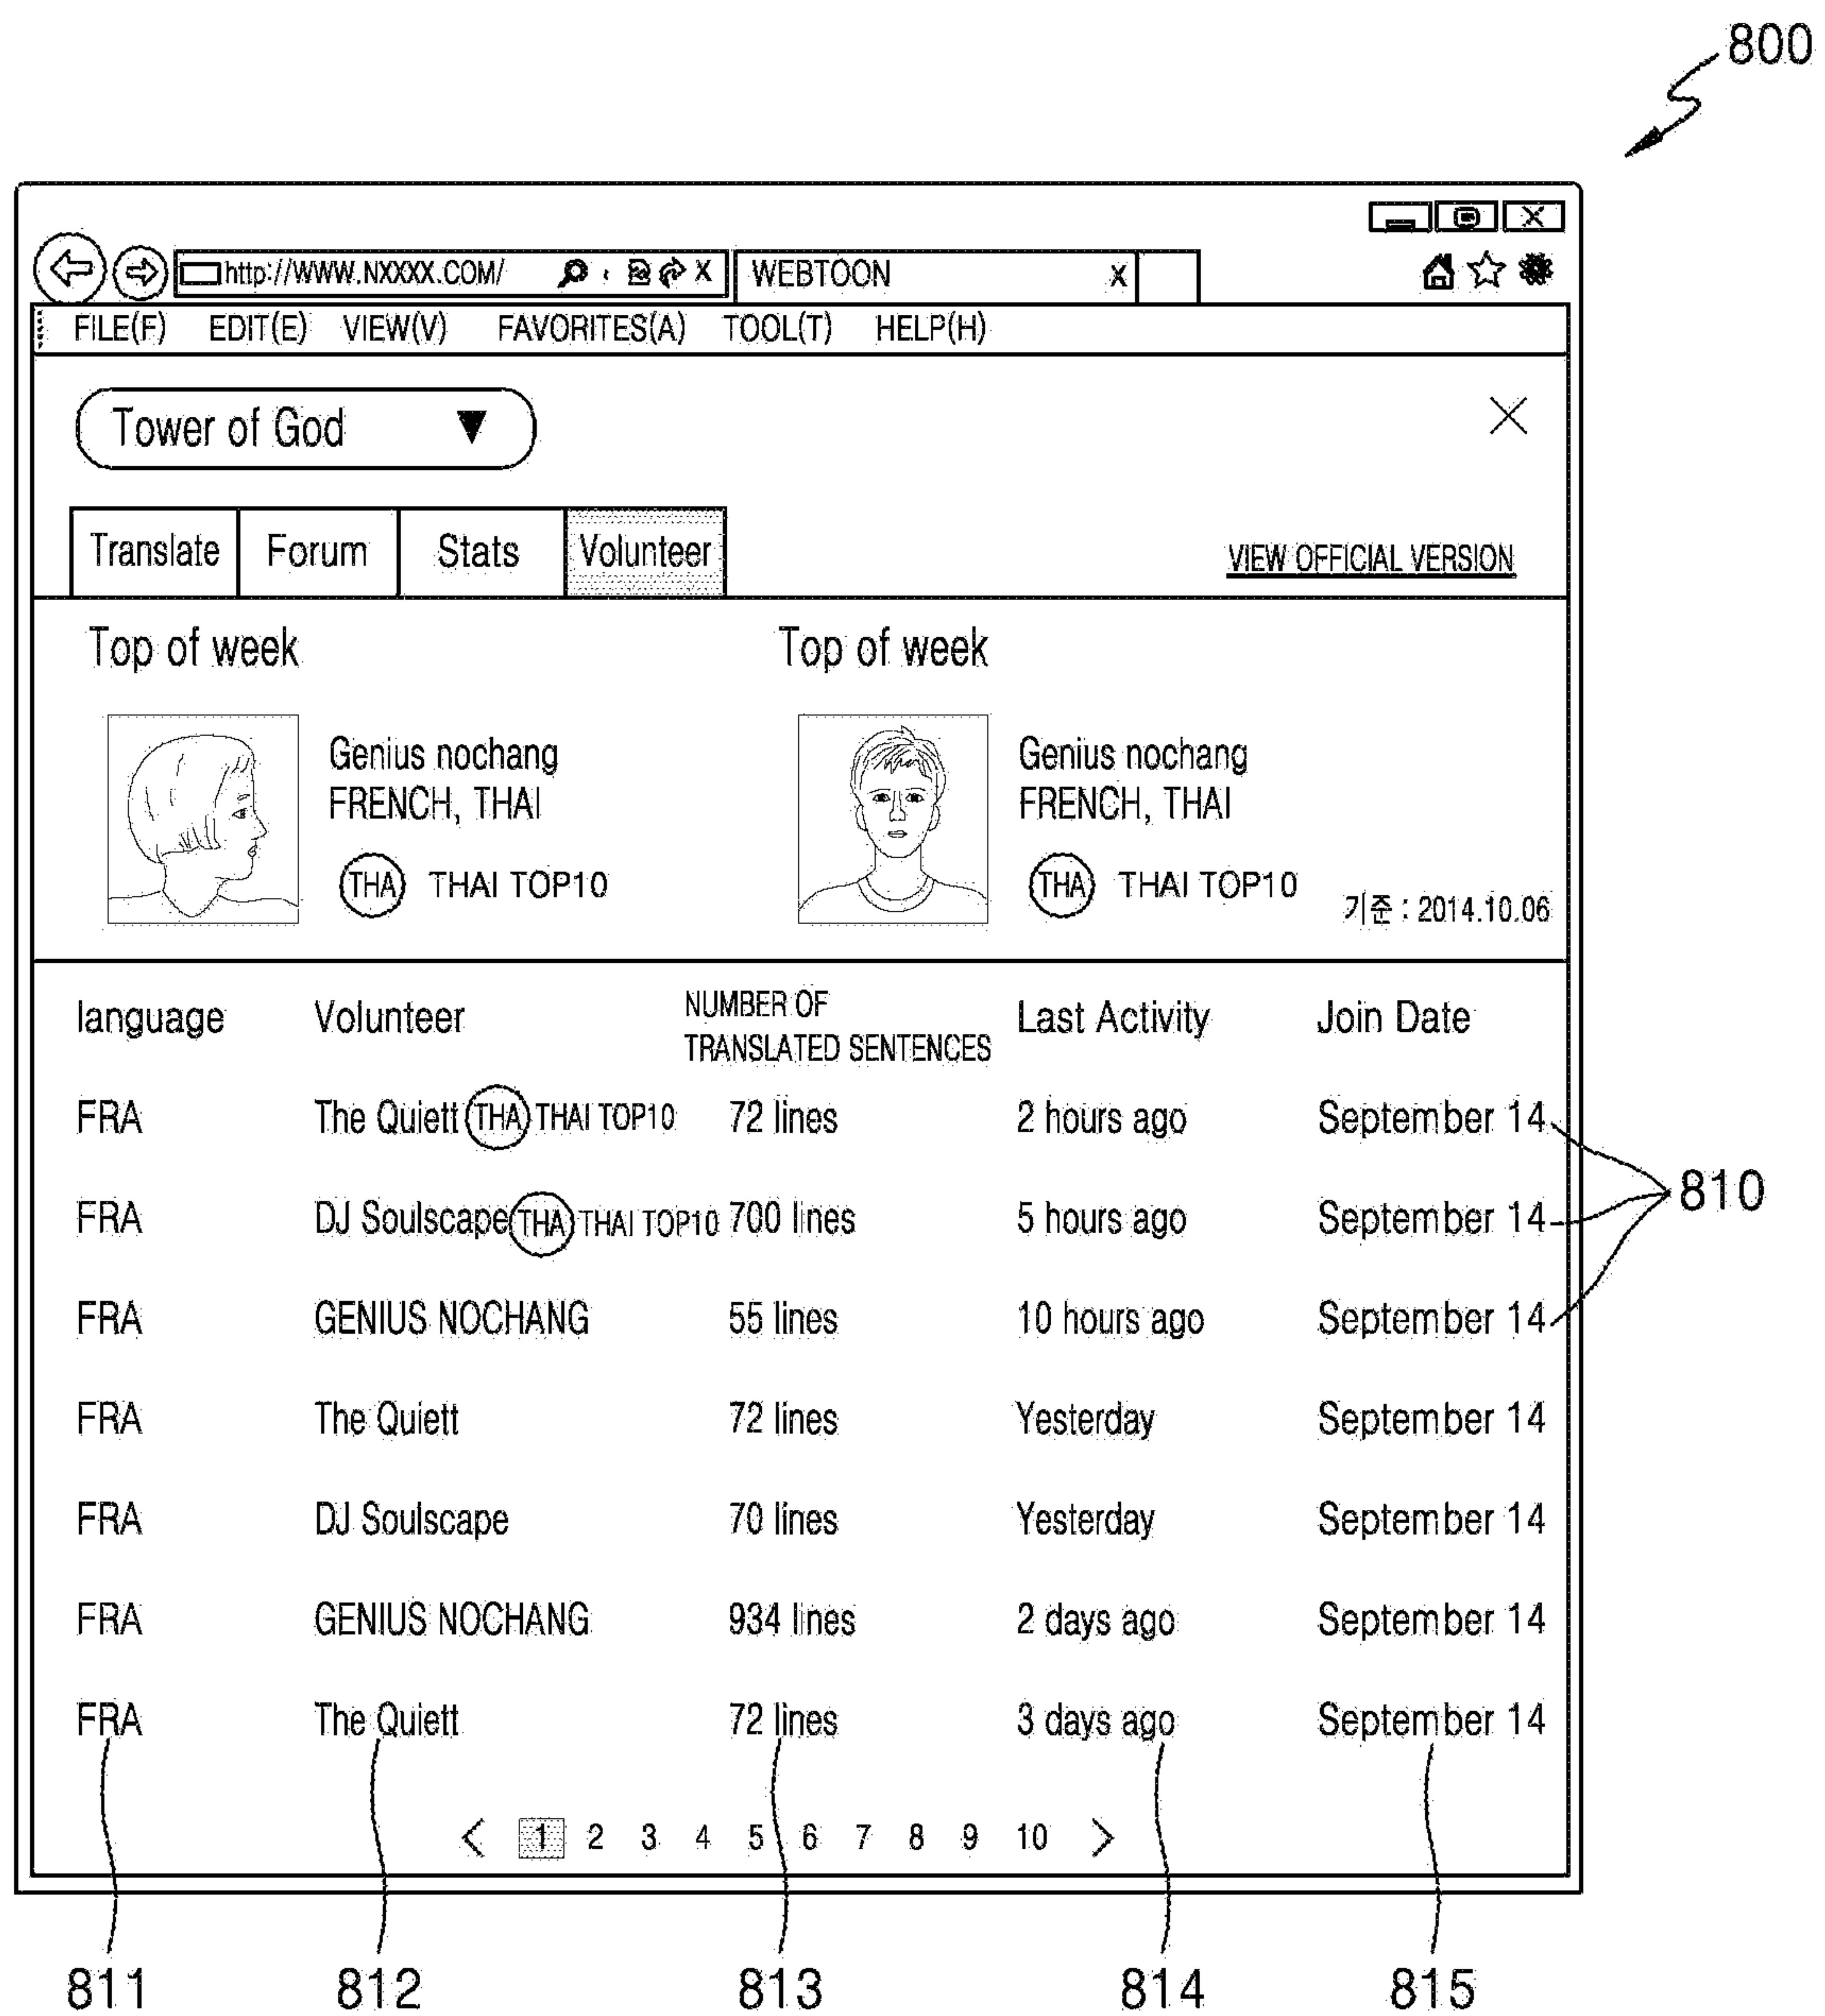 800
http://WWW.NXXXX.COM/ X WEBTOON X
FILE(F) EDIT(E) VIEW(V) FAVORITES(A) TOOL(T) HELP(H)
Tower of God ▼
Translate Forum Stats Volunteer VIEW OFFICIAL VERSION
Top of week Top of week
Genius nochang Genius nochang
FRENCH, THAI FRENCH, THAI
THA THAI TOP10 THA THAI TOP10 기준 : 2014.10.06
language Volunteer NUMBER OF TRANSLATED SENTENCES Last Activity Join Date
FRA The Quiett THA THAI TOP10 72 lines 2 hours ago September 14
810
FRA DJ Soulscape THA THAI TOP10 700 lines 5 hours ago September 14
FRA GENIUS NOCHANG 55 lines 10 hours ago September 14
FRA The Quiett 72 lines Yesterday September 14
FRA DJ Soulscape 70 lines Yesterday September 14
FRA GENIUS NOCHANG 934 lines 2 days ago September 14
FRA The Quiett 72 lines 3 days ago September 14
< 1 2 3 4 5 6 7 8 9 10 >
811 812 813 814 815